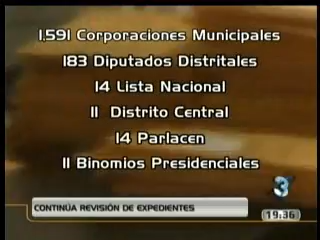 1,591 Corporaciones Municipales
183 Diputados Distritales
14 Lista Nacional
11 Distrito Central
14 Parlacen
11 Binomios Presidenciales
3
CONTINÚA REVISIÓN DE EXPEDIENTES
19:36